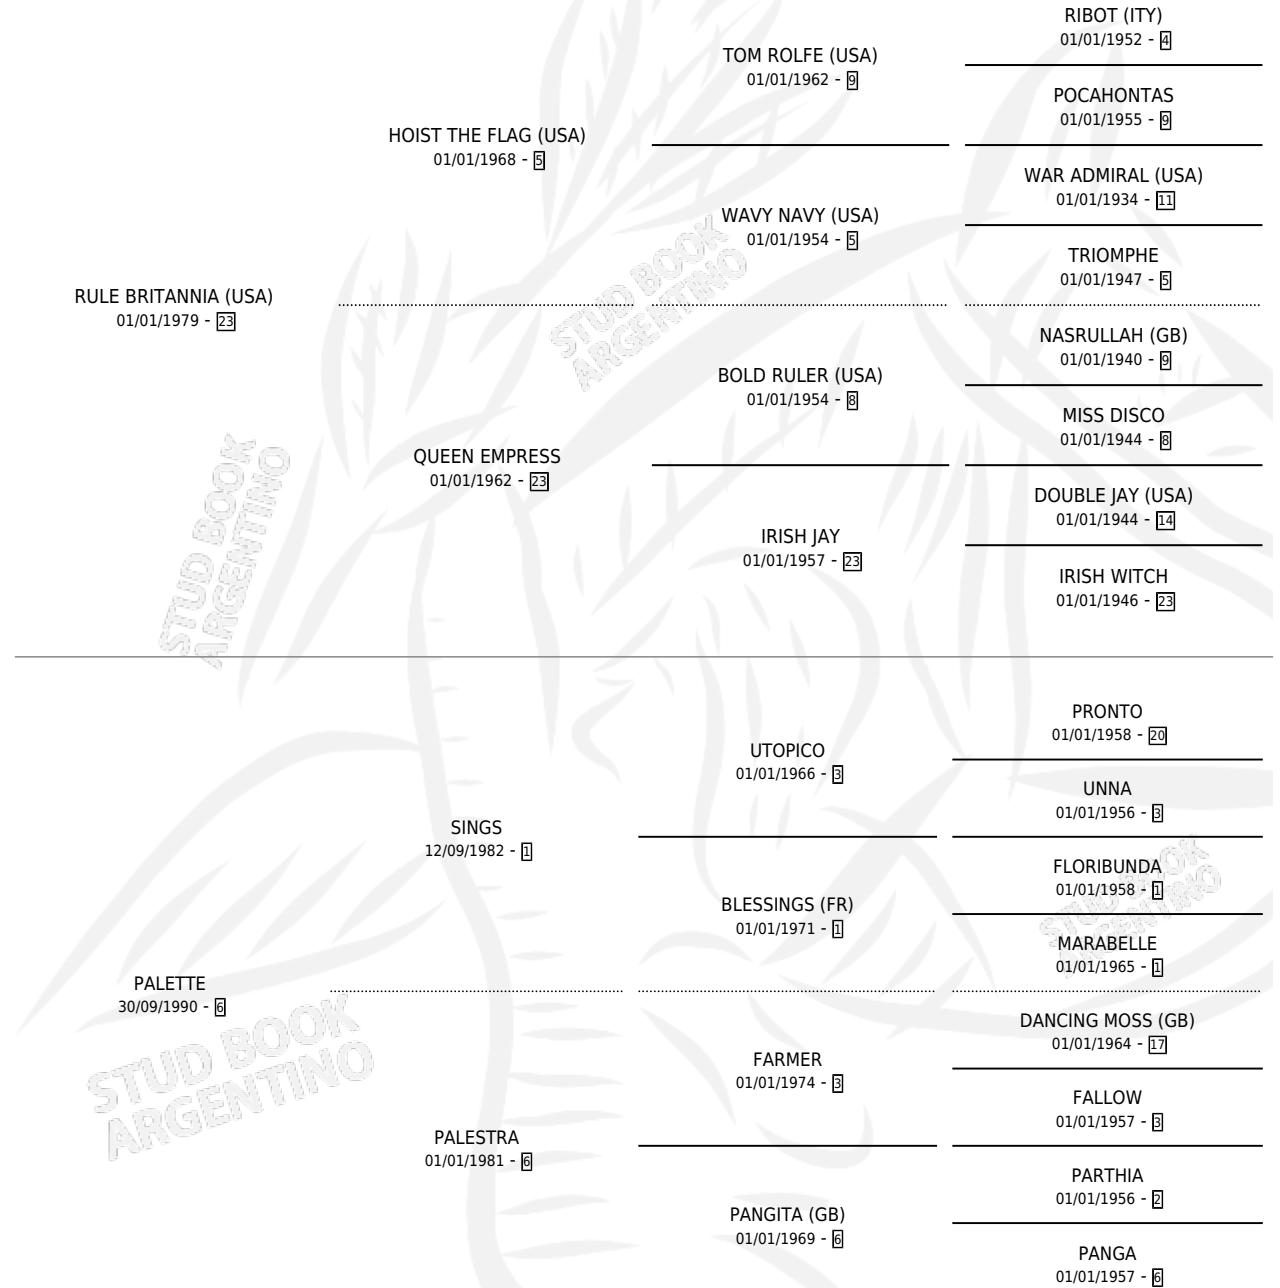 RIBOT (ITY)
01/01/1952 - 4
TOM ROLFE (USA)
01/01/1962 - 9
POCAHONTAS
01/01/1955 - 9
HOIST THE FLAG (USA)
01/01/1968 - 5
WAR ADMIRAL (USA)
01/01/1934 - 11
WAVY NAVY (USA)
01/01/1954 - 5
TRIOMPHE
01/01/1947 - 5
RULE BRITANNIA (USA)
01/01/1979 - 23
NASRULLAH (GB)
01/01/1940 - 9
BOLD RULER (USA)
01/01/1954 - 8
MISS DISCO
01/01/1944 - 8
QUEEN EMPRESS
01/01/1962 - 23
DOUBLE JAY (USA)
01/01/1944 - 14
IRISH JAY
01/01/1957 - 23
IRISH WITCH
01/01/1946 - 23
STUD BOOK
ARGENTINO
STUD BOOK
ARGENTINO
PRONTO
01/01/1958 - 20
UTOPICO
01/01/1966 - 3
UNNA
01/01/1956 - 3
SINGS
12/09/1982 - 1
FLORIBUNDA
01/01/1958 - 1
BLESSINGS (FR)
01/01/1971 - 1
MARABELLE
01/01/1965 - 1
STUD BOOK
ARGENTINO
PALETTE
30/09/1990 - 6
DANCING MOSS (GB)
01/01/1964 - 17
FARMER
01/01/1974 - 3
FALLOW
01/01/1957 - 3
PALESTRA
01/01/1981 - 6
PARTHIA
01/01/1956 - 2
PANGITA (GB)
01/01/1969 - 6
PANGA
01/01/1957 - 6
STUD BOOK
ARGENTINO